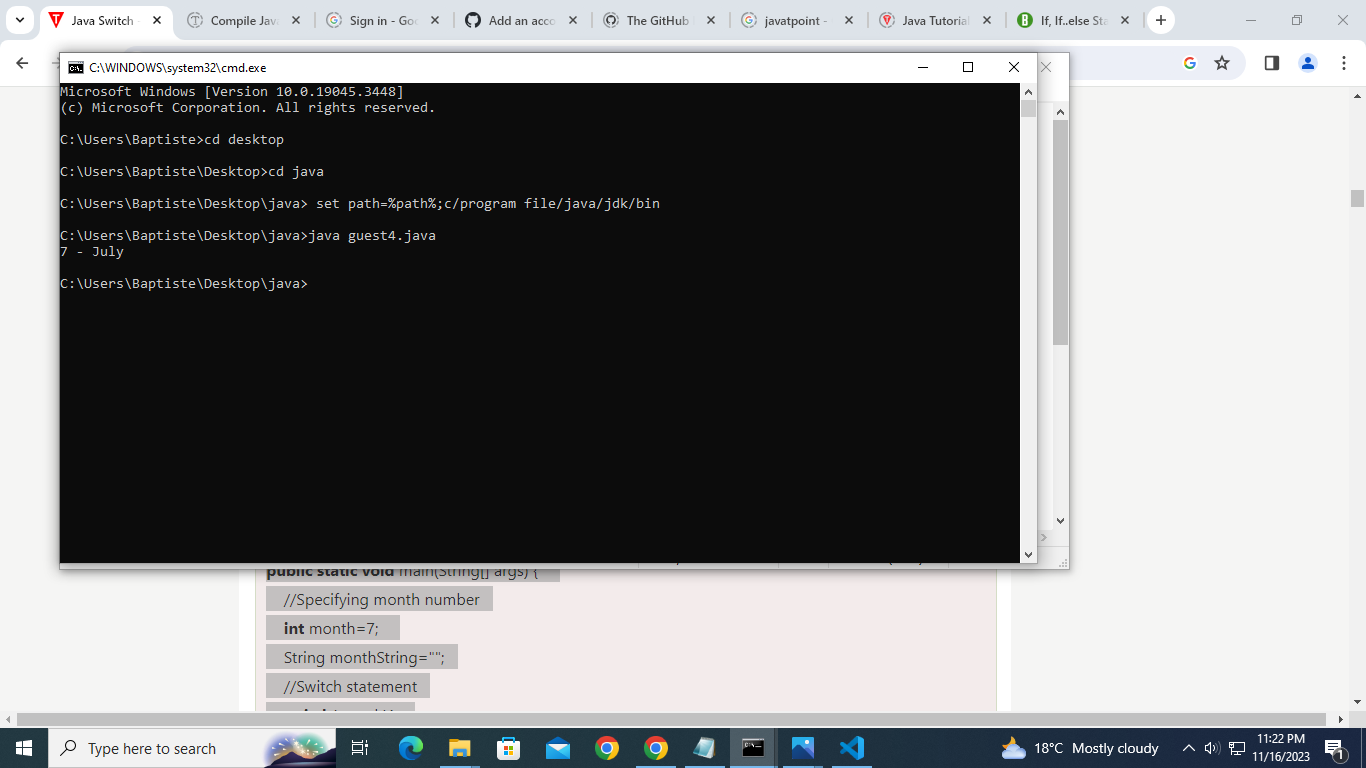 Java Switch -
Compile Java
Sign in - Goo
Add an acco
The GitHub
javatpoint -
Java Tutorial
If, If..else Sta
C:\WINDOWS\system32\cmd.exe
Microsoft Windows [Version 10.0.19045.3448]
(c) Microsoft Corporation. All rights reserved.
C:\Users\Baptiste>cd desktop
C:\Users\Baptiste\Desktop>cd java
C:\Users\Baptiste\Desktop\java> set path=%path%;c/program file/java/jdk/bin
C:\Users\Baptiste\Desktop\java>java guest4.java
7 - July
C:\Users\Baptiste\Desktop\java>
public static void main(String[] args) {
//Specifying month number
int month=7;
String monthString="";
//Switch statement
Type here to search
18°C Mostly cloudy
11:22 PM
11/16/2023
1